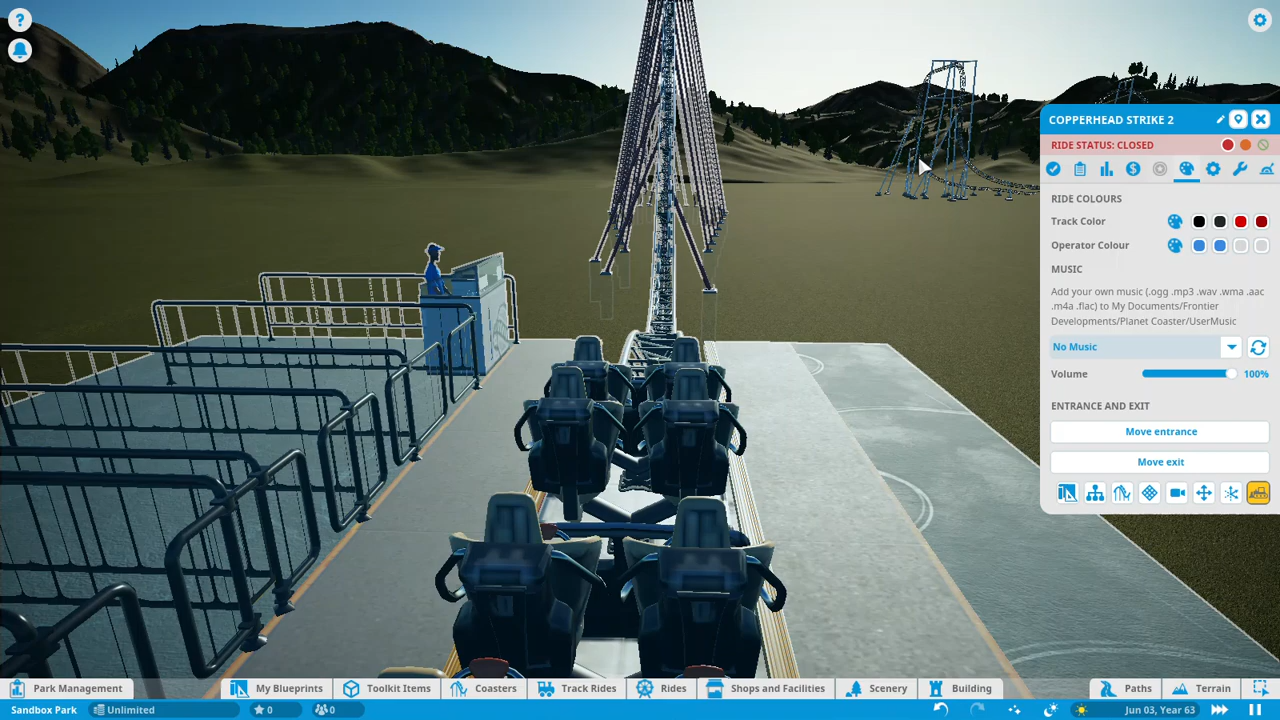 ?
COPPERHEAD STRIKE 2
RIDE STATUS: CLOSED
RIDE COLOURS
Track Color
Operator Colour
MUSIC
Add your own music (.ogg .mp3 .wav .wma .aac
.m4a .flac) to My Documents/Frontier
Developments/Planet Coaster/UserMusic
No Music
Volume 100%
ENTRANCE AND EXIT
Move entrance
Move exit
Park Management My Blueprints Toolkit Items Coasters Track Rides Rides Shops and Facilities Scenery Building Paths Terrain
Sandbox Park Unlimited 0 0 Jun 03, Year 63